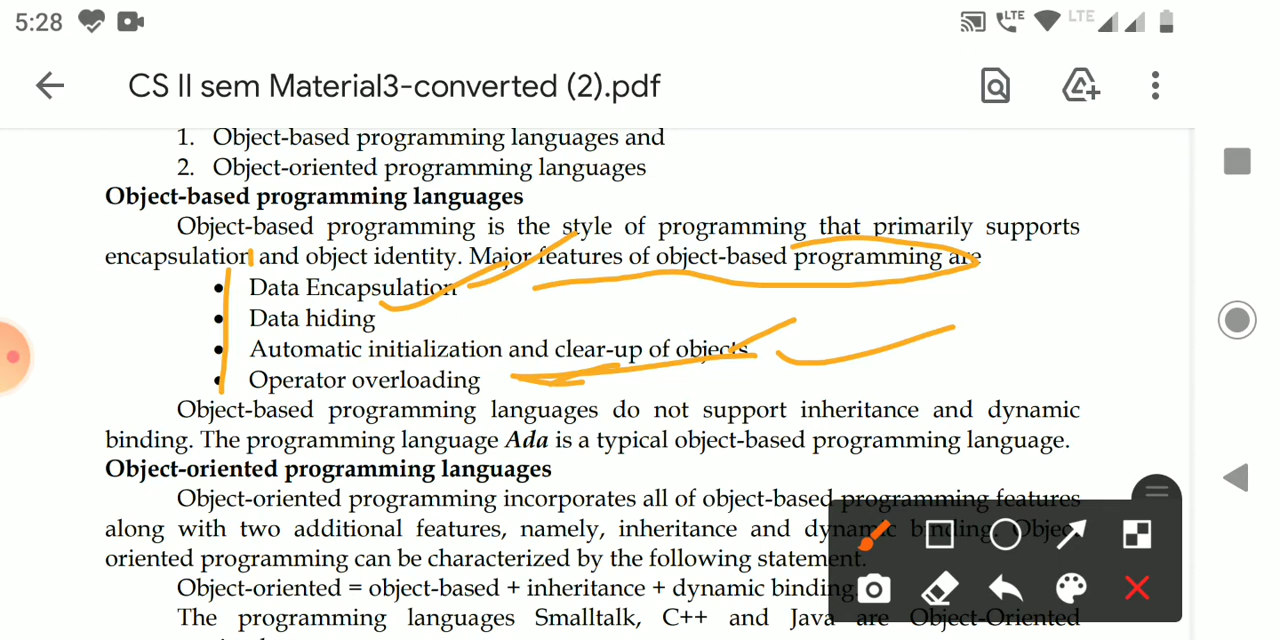 5:28
LTE
LTE
CS II sem Material3-converted (2).pdf
1. Object-based programming languages and
2. Object-oriented programming languages
Object-based programming languages
Object-based programming is the style of programming that primarily supports
encapsulation and object identity. Major features of object-based programming are
• Data Encapsulation
• Data hiding
• Automatic initialization and clear-up of objects
• Operator overloading
Object-based programming languages do not support inheritance and dynamic
binding. The programming language Ada is a typical object-based programming language.
Object-oriented programming languages
Object-oriented programming incorporates all of object-based programming features
along with two additional features, namely, inheritance and dynamic binding. Object
oriented programming can be characterized by the following statement.
Object-oriented = object-based + inheritance + dynamic binding.
The programming languages Smalltalk, C++ and Java are Object-Oriented